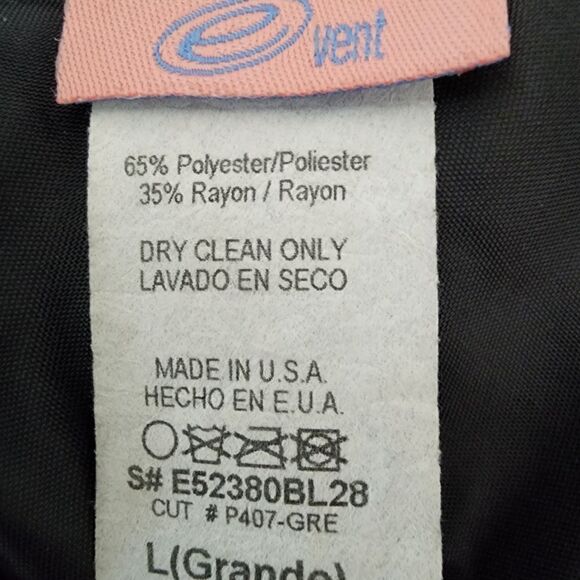 e vent
65% Polyester/Poliester
35% Rayon / Rayon
DRY CLEAN ONLY
LAVADO EN SECO
MADE IN U.S.A.
HECHO EN E.U.A.
S# E52380BL28
CUT # P407-GRE
L(Grande)